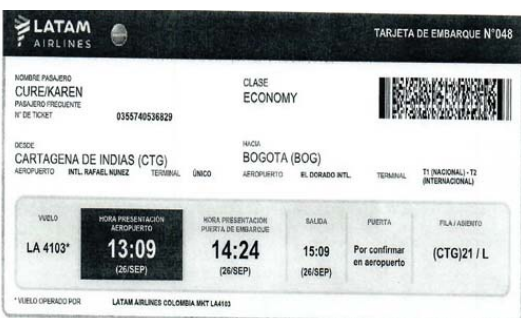 LATAM
AIRLINES
TARJETA DE EMBARQUE N°048
NOMBRE PASAJERO
CURE/KAREN
PASAJERO FRECUENTE
N° DE TICKET 0355740536829
CLASE
ECONOMY
DESDE
CARTAGENA DE INDIAS (CTG)
AEROPUERTO INTL. RAFAEL NUNEZ TERMINAL ÚNICO
HACIA
BOGOTA (BOG)
AEROPUERTO EL DORADO INTL. TERMINAL T1 (NACIONAL) - T2 (INTERNACIONAL)
VUELO
LA 4103*
HORA PRESENTACIÓN
AEROPUERTO
13:09
(26/SEP)
HORA PRESENTACIÓN
PUERTA DE EMBARQUE
14:24
(26/SEP)
SALIDA
15:09
(26/SEP)
PUERTA
Por confirmar
en aeropuerto
FILA / ASIENTO
(CTG)21 / L
* VUELO OPERADO POR LATAM AIRLINES COLOMBIA MKT LA4103